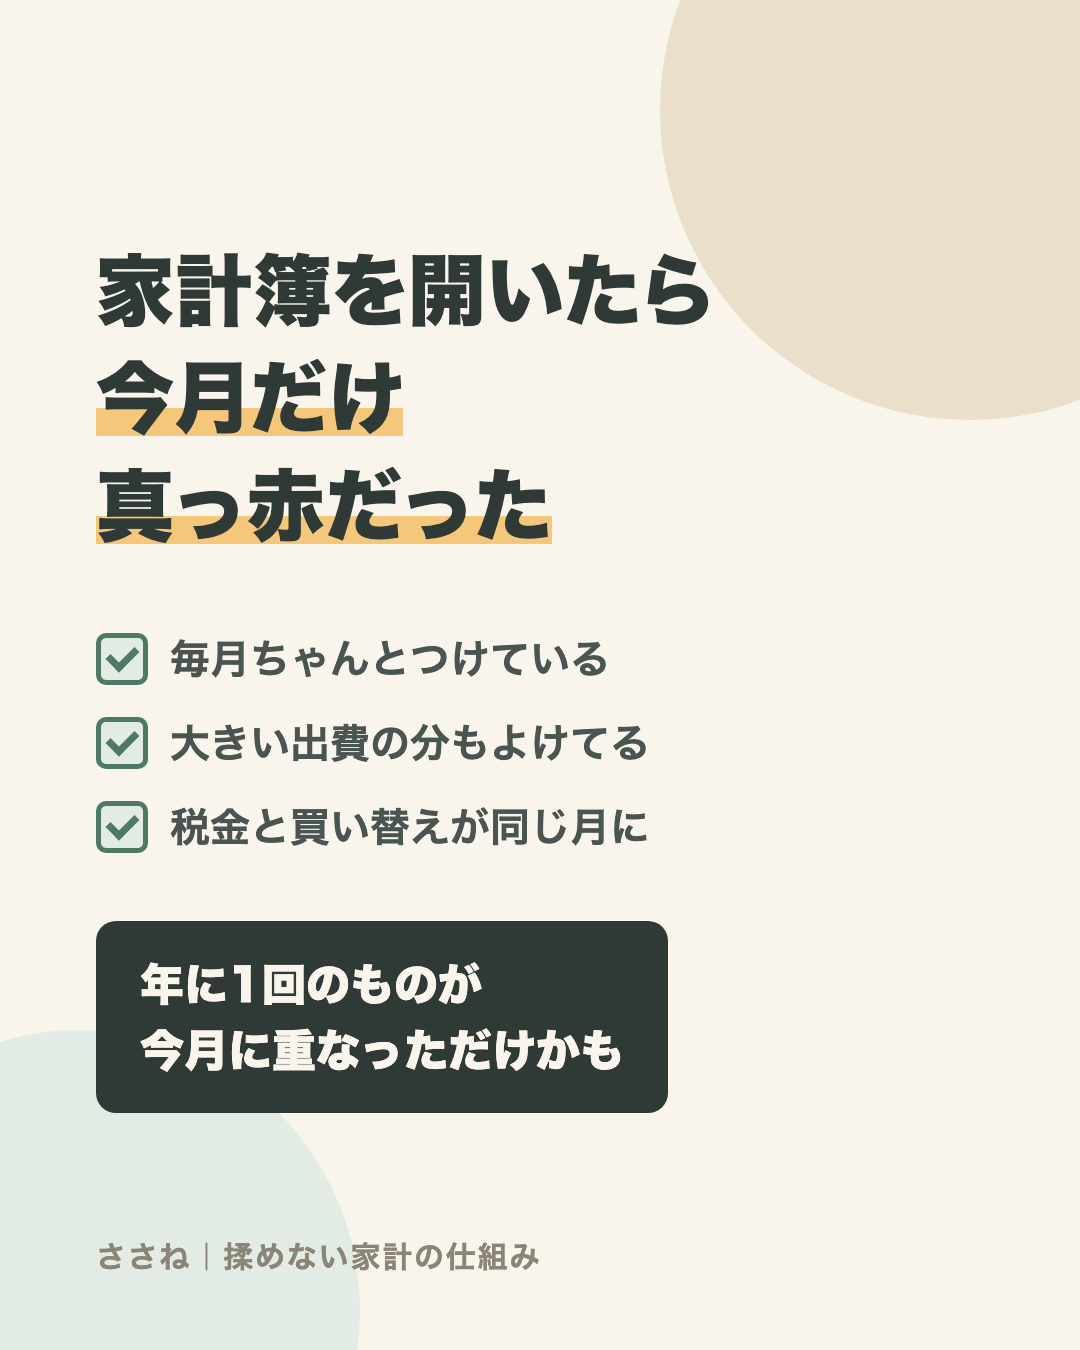 家計簿を開いたら
今月だけ
真っ赤だった
毎月ちゃんとつけている
大きい出費の分もよけてる
税金と買い替えが同じ月に
年に1回のものが
今月に重なっただけかも
ささね｜揉めない家計の仕組み